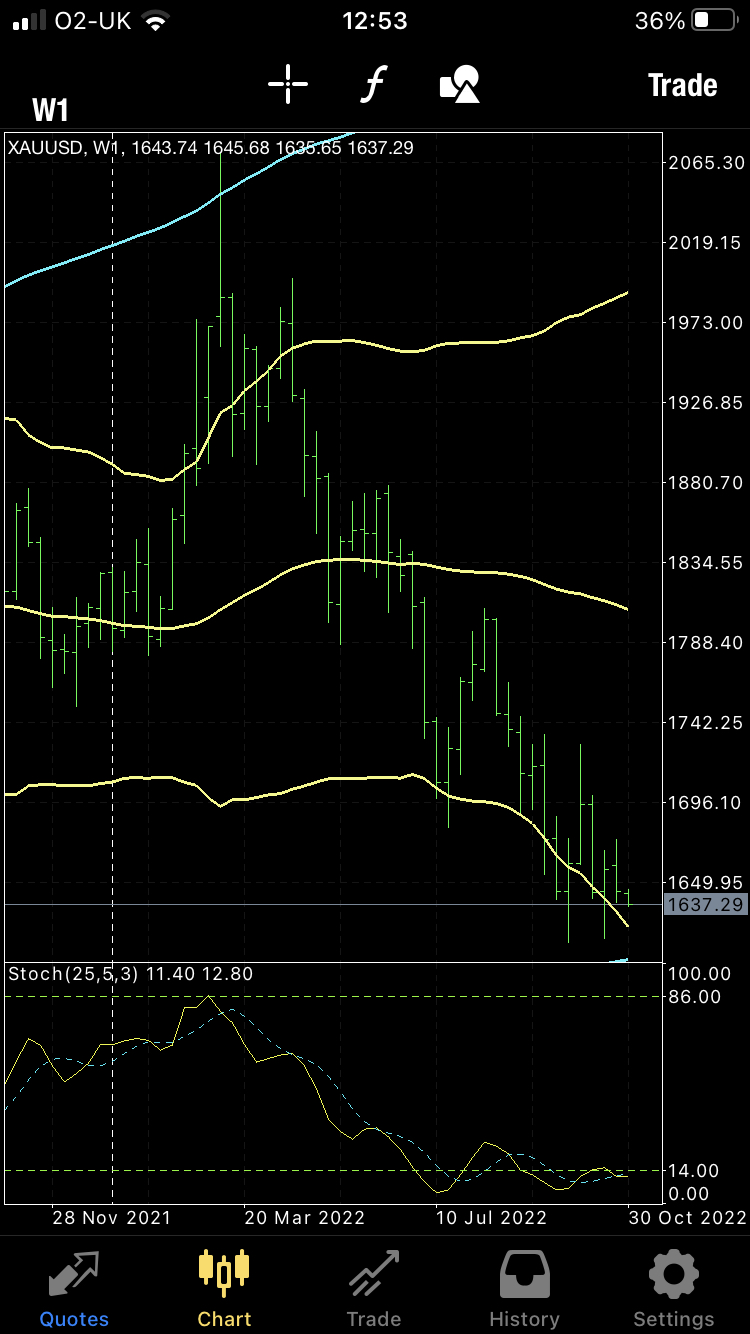 O2-UK 12:53 36%
W1 f Trade
XAUUSD, W1, 1643.74 1645.68 1635.65 1637.29
2065.30
2019.15
1973.00
1926.85
1880.70
1834.55
1788.40
1742.25
1696.10
1649.95
1637.29
Stoch(25,5,3) 11.40 12.80
100.00
86.00
14.00
0.00
28 Nov 2021 20 Mar 2022 10 Jul 2022 30 Oct 2022
Quotes Chart Trade History Settings